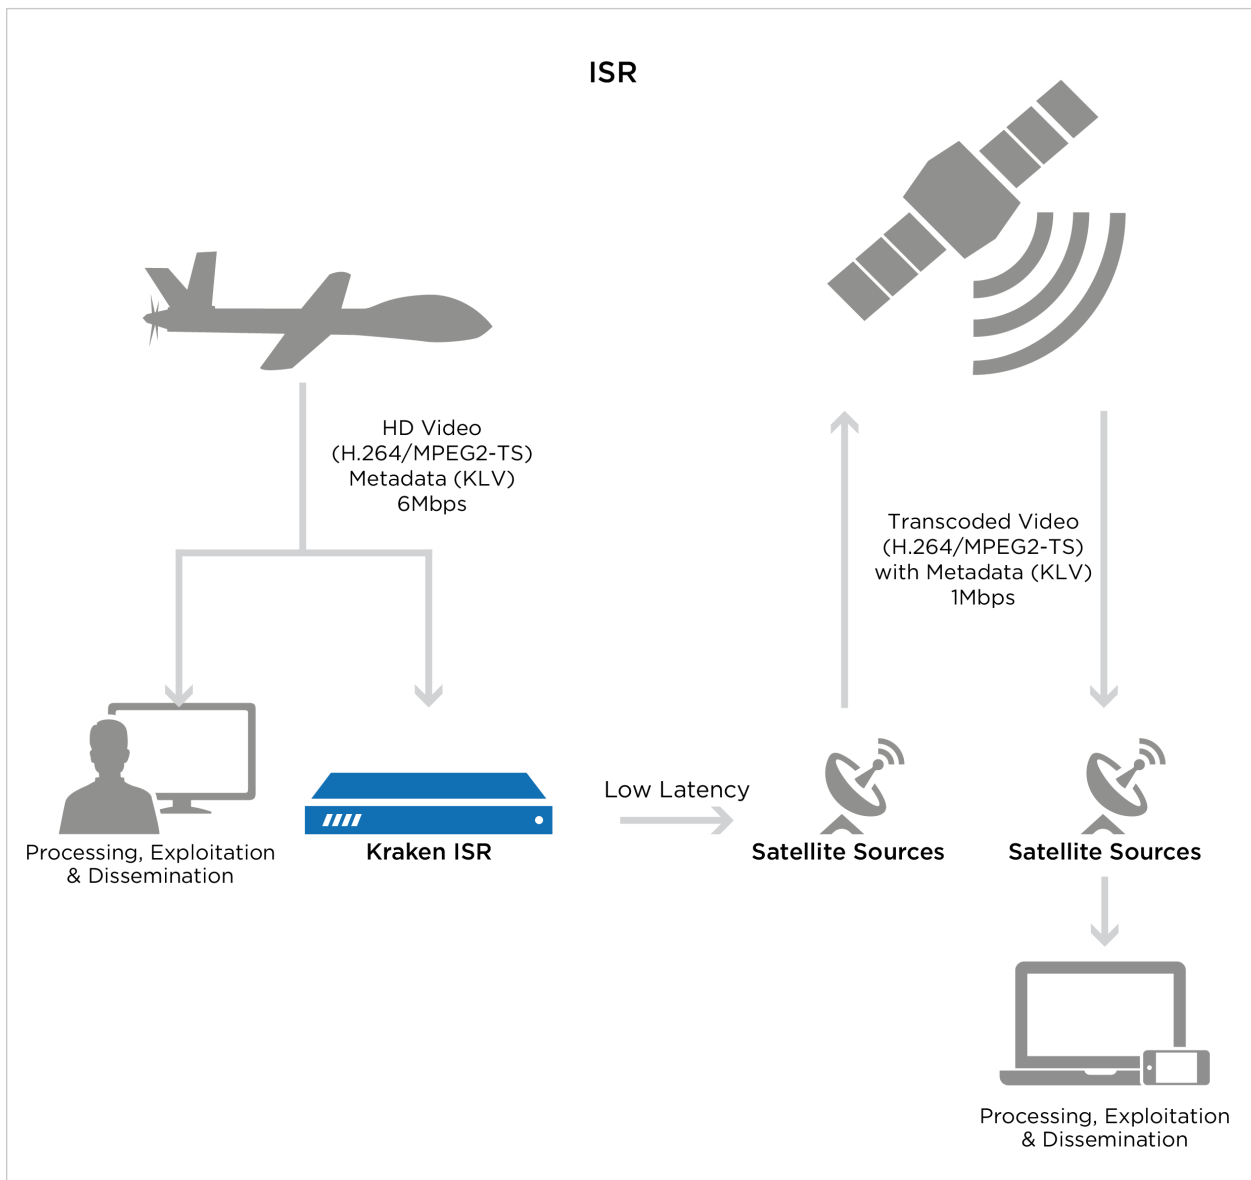 ISR
HD Video
(H.264/MPEG2-TS)
Metadata (KLV)
6Mbps
Transcoded Video
(H.264/MPEG2-TS)
with Metadata (KLV)
1Mbps
Low Latency
Processing, Exploitation
& Dissemination
Kraken ISR
Satellite Sources
Satellite Sources
Processing, Exploitation
& Dissemination